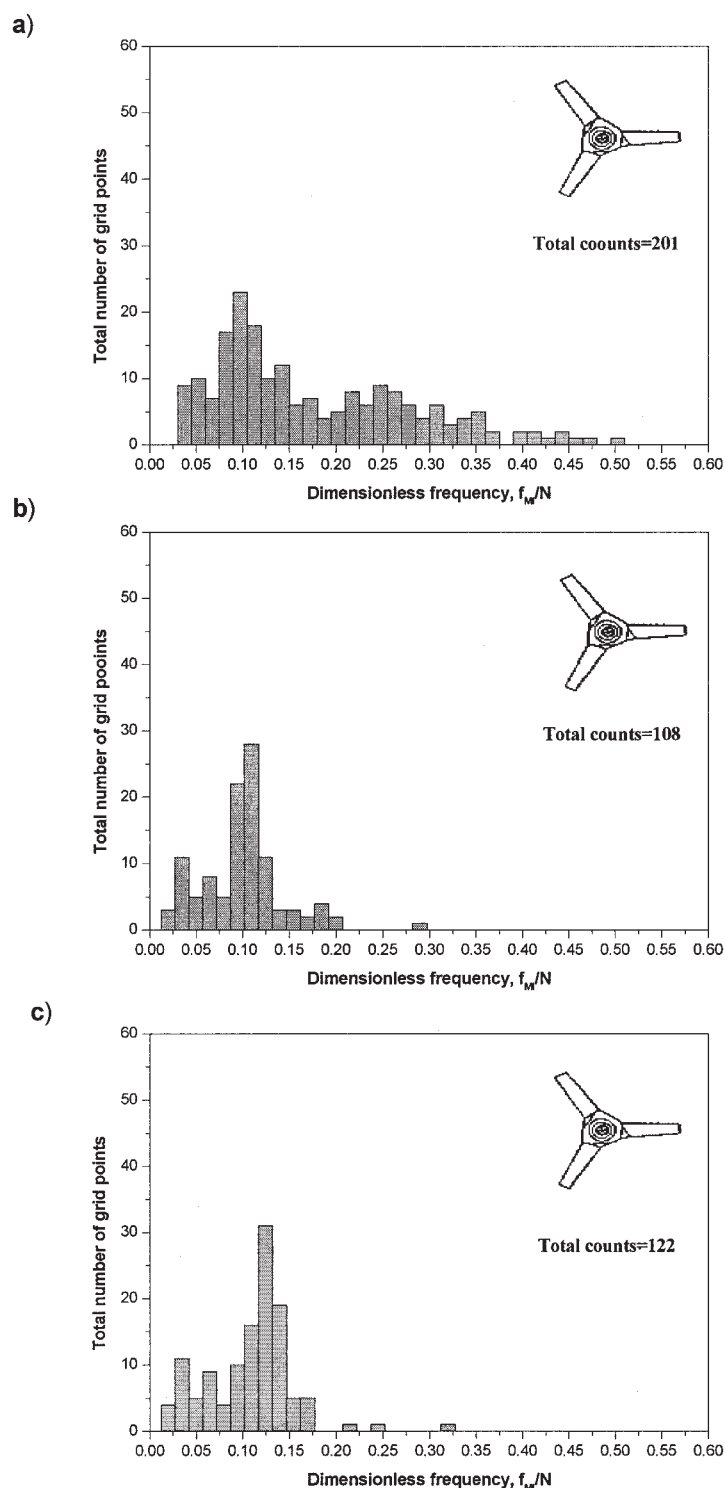 a)
60
50
40
30
20
10
0
Total number of grid points
Total coounts=201
0.00 0.05 0.10 0.15 0.20 0.25 0.30 0.35 0.40 0.45 0.50 0.55 0.60
Dimensionless frequency, fMI/N
b)
60
50
40
30
20
10
0
Total number of grid pooints
Total counts=108
0.00 0.05 0.10 0.15 0.20 0.25 0.30 0.35 0.40 0.45 0.50 0.55 0.60
Dimensionless frequency, fMI/N
c)
60
50
40
30
20
10
0
Total number of grid points
Total counts=122
0.00 0.05 0.10 0.15 0.20 0.25 0.30 0.35 0.40 0.45 0.50 0.55 0.60
Dimensionless frequency, fMI/N